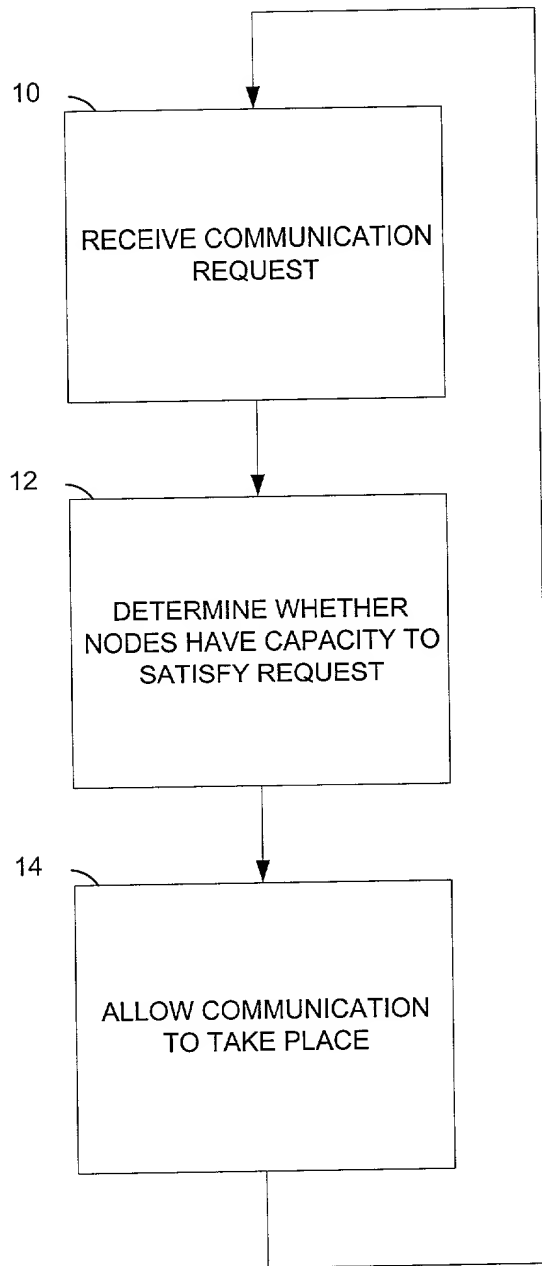 10
RECEIVE COMMUNICATION
REQUEST
12
DETERMINE WHETHER
NODES HAVE CAPACITY TO
SATISFY REQUEST
14
ALLOW COMMUNICATION
TO TAKE PLACE